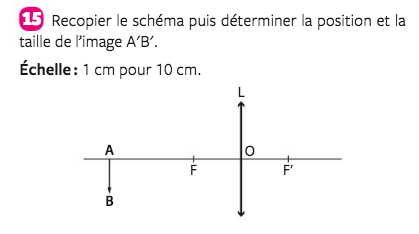 15 Recopier le schéma puis déterminer la position et la
taille de l’image A′B′.
Échelle : 1 cm pour 10 cm.
L
A
O
F
F′
B